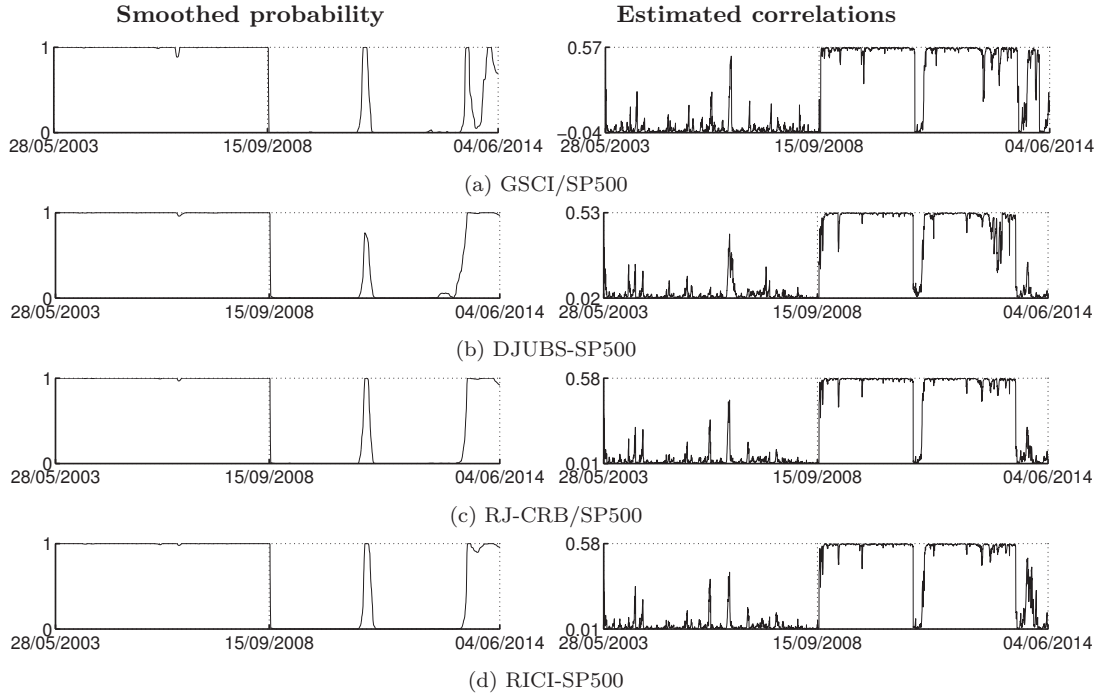 Smoothed probability Estimated correlations
1 0.57
0 −0.04
28/05/2003 15/09/2008 04/06/2014 28/05/2003 15/09/2008 04/06/2014
(a) GSCI/SP500
1 0.53
0 0.02
28/05/2003 15/09/2008 04/06/2014 28/05/2003 15/09/2008 04/06/2014
(b) DJUBS-SP500
1 0.58
0 0.01
28/05/2003 15/09/2008 04/06/2014 28/05/2003 15/09/2008 04/06/2014
(c) RJ-CRB/SP500
1 0.58
0 0.01
28/05/2003 15/09/2008 04/06/2014 28/05/2003 15/09/2008 04/06/2014
(d) RICI-SP500